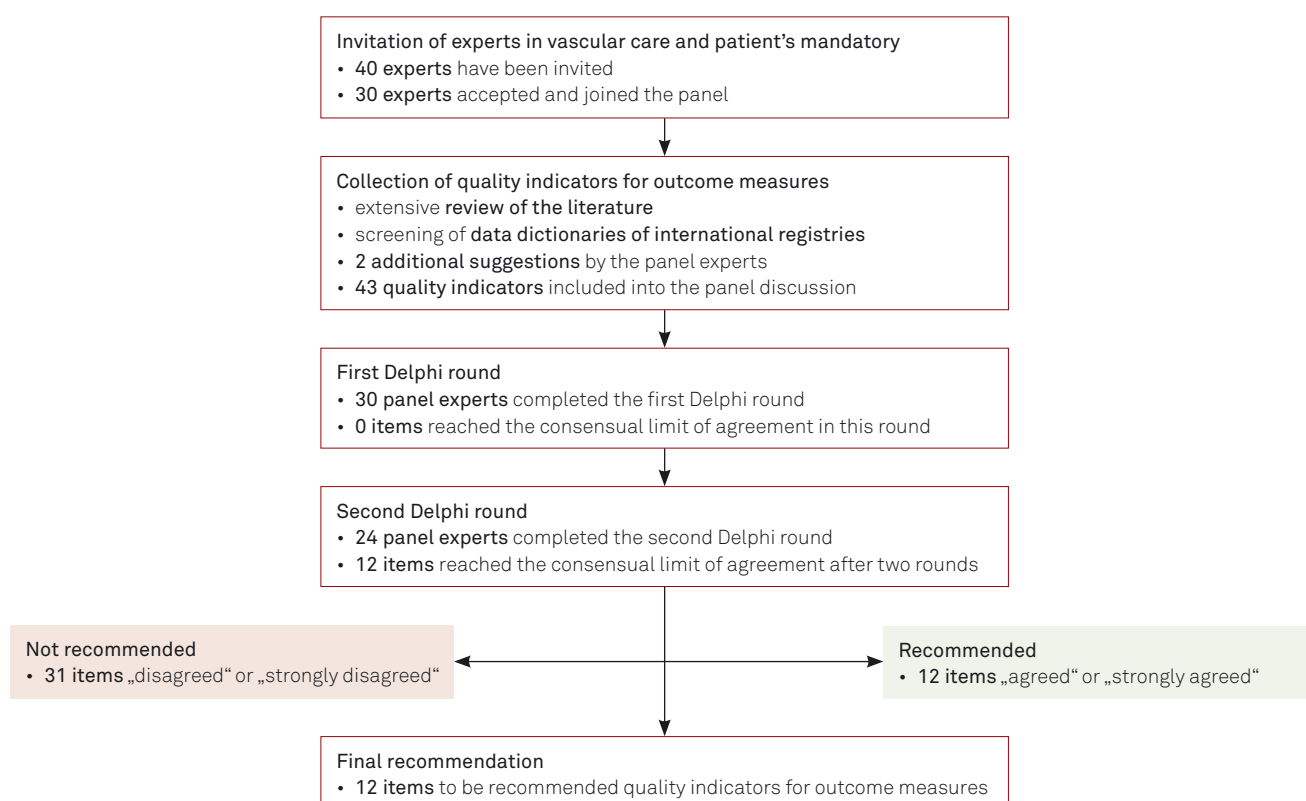 Invitation of experts in vascular care and patient’s mandatory
• 40 experts have been invited
• 30 experts accepted and joined the panel
Collection of quality indicators for outcome measures
• extensive review of the literature
• screening of data dictionaries of international registries
• 2 additional suggestions by the panel experts
• 43 quality indicators included into the panel discussion
First Delphi round
• 30 panel experts completed the first Delphi round
• 0 items reached the consensual limit of agreement in this round
Second Delphi round
• 24 panel experts completed the second Delphi round
• 12 items reached the consensual limit of agreement after two rounds
Not recommended
• 31 items „disagreed“ or „strongly disagreed“
Recommended
• 12 items „agreed“ or „strongly agreed“
Final recommendation
• 12 items to be recommended quality indicators for outcome measures